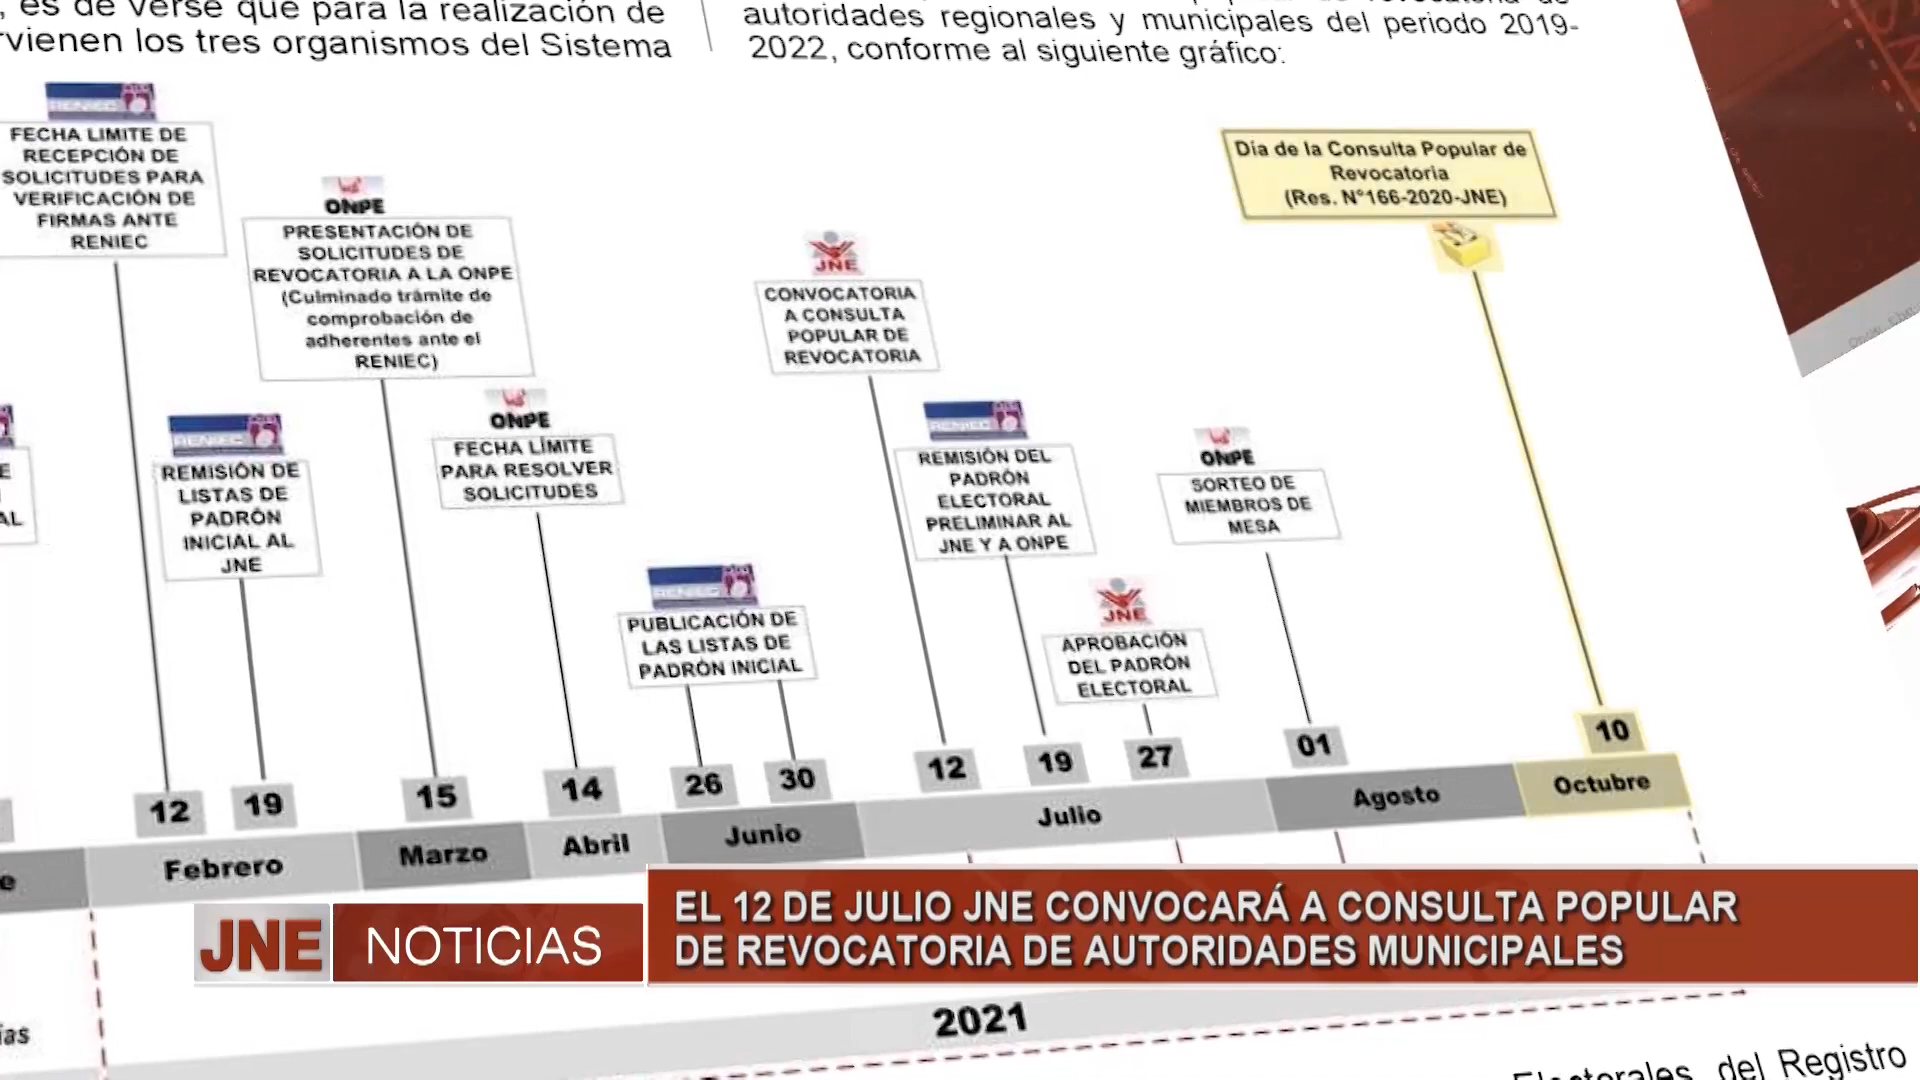 es de verse que para la realización de
rvienen los tres organismos del Sistema
autoridades regionales y municipales del periodo 2019-
2022, conforme al siguiente gráfico:
RENIEC
FECHA LIMITE DE
RECEPCIÓN DE
SOLICITUDES PARA
VERIFICACIÓN DE
FIRMAS ANTE
RENIEC
ONPE
PRESENTACIÓN DE
SOLICITUDES DE
REVOCATORIA A LA ONPE
(Culminado trámite de
comprobación de
adherentes ante el
RENIEC)
Día de la Consulta Popular de
Revocatoria
(Res. N°166-2020-JNE)
JNE
CONVOCATORIA
A CONSULTA
POPULAR DE
REVOCATORIA
RENIEC
REMISIÓN DE
LISTAS DE
PADRÓN
INICIAL AL
JNE
ONPE
FECHA LÍMITE
PARA RESOLVER
SOLICITUDES
RENIEC
REMISIÓN DEL
PADRÓN
ELECTORAL
PRELIMINAR AL
JNE Y A ONPE
ONPE
SORTEO DE
MIEMBROS DE
MESA
RENIEC
PUBLICACIÓN DE
LAS LISTAS DE
PADRÓN INICIAL
JNE
APROBACIÓN
DEL PADRÓN
ELECTORAL
E
AL
12 19 15 14 26 30 12 19 27 01 10
e Febrero Marzo Abril Junio Julio Agosto Octubre
JNE NOTICIAS
EL 12 DE JULIO JNE CONVOCARÁ A CONSULTA POPULAR
DE REVOCATORIA DE AUTORIDADES MUNICIPALES
ías
2021
del Registro